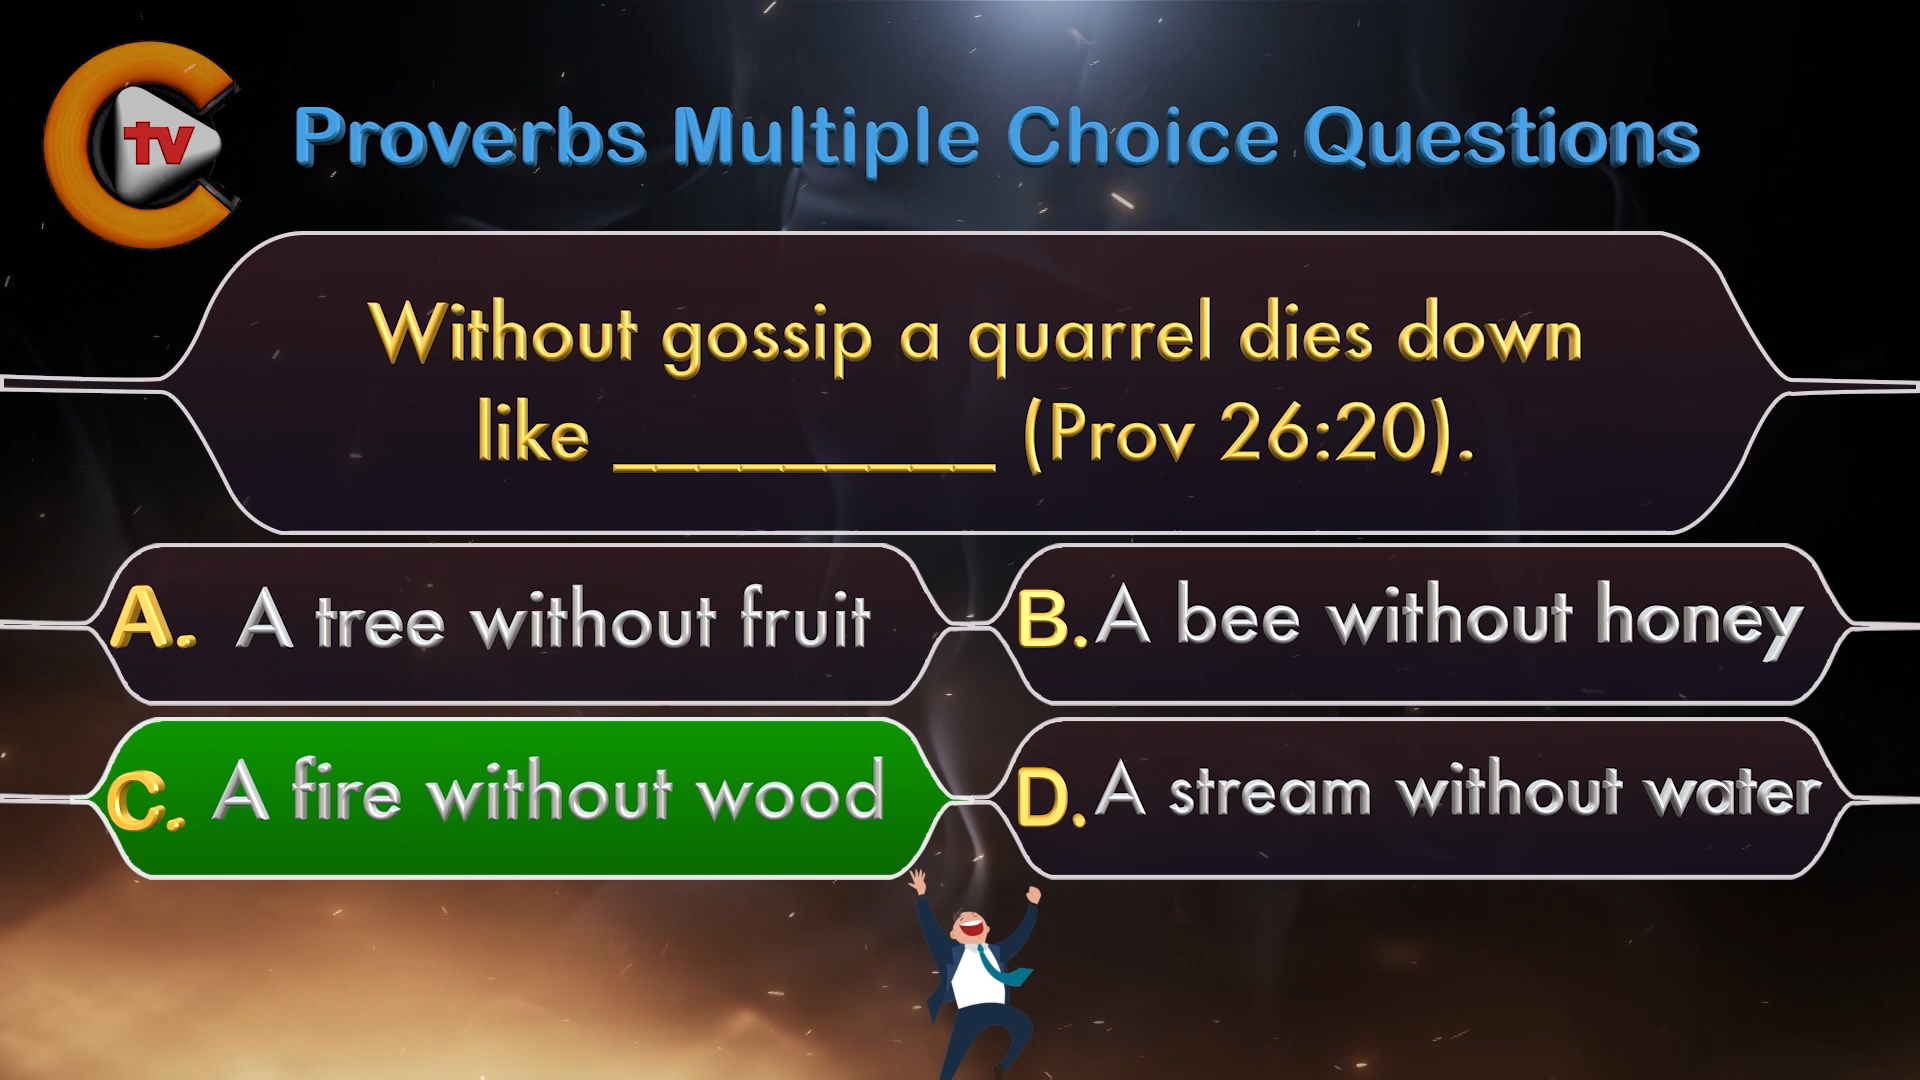 tv
Proverbs Multiple Choice Questions
Without gossip a quarrel dies down
like _________ (Prov 26:20).
A. A tree without fruit
B. A bee without honey
C. A fire without wood
D. A stream without water